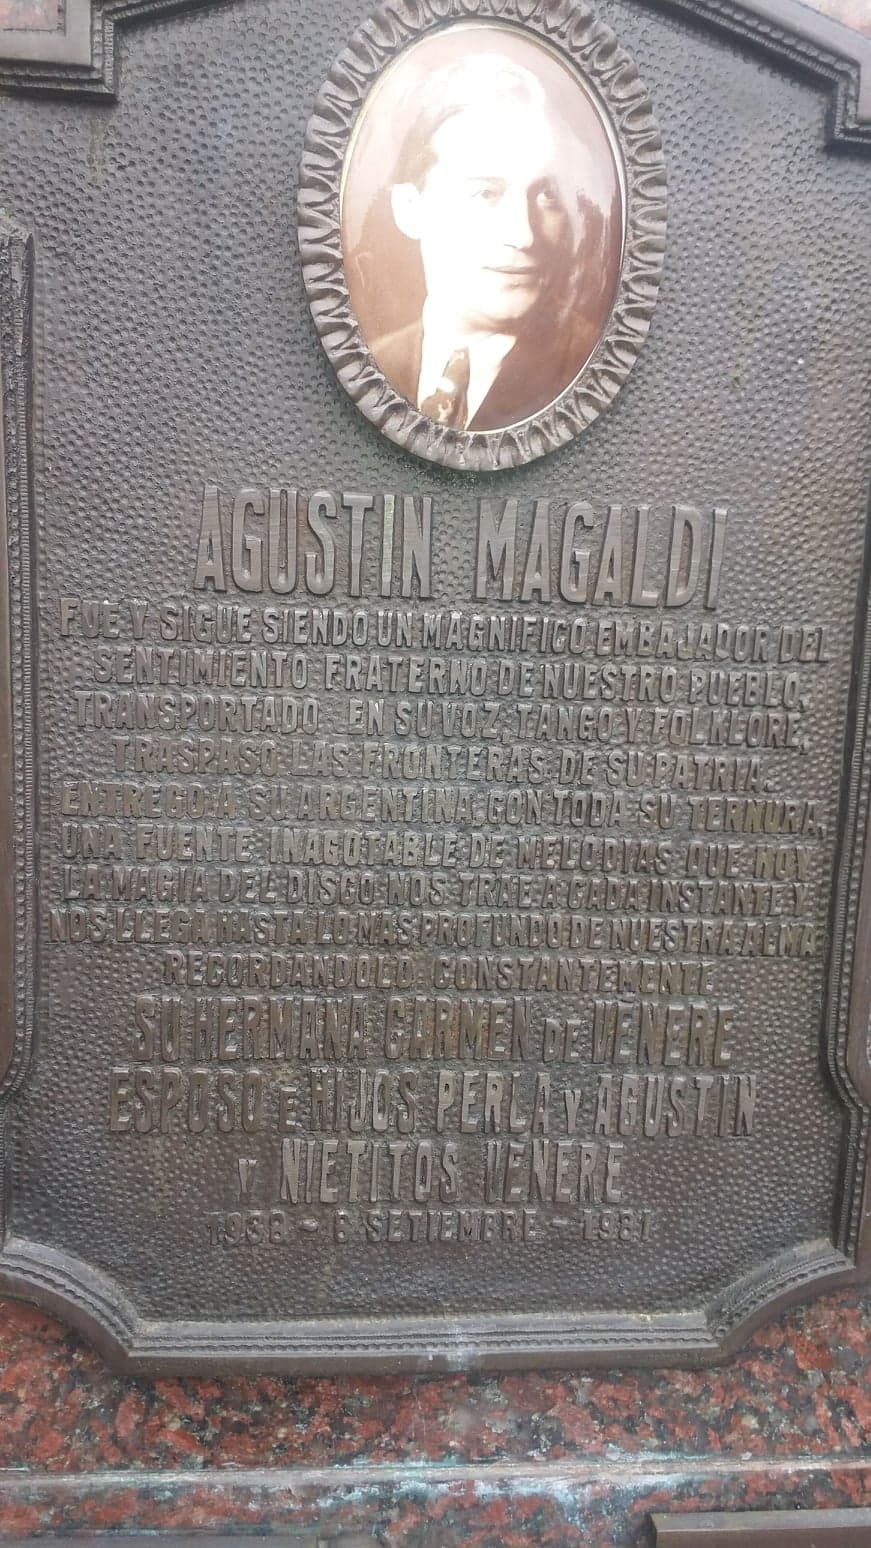 AGUSTIN MAGALDI
FUE Y SIGUE SIENDO UN MAGNIFICO EMBAJADOR DEL
SENTIMIENTO FRATERNO DE NUESTRO PUEBLO,
TRANSPORTADO EN SU VOZ, TANGO Y FOLKLORE,
TRASPASO LAS FRONTERAS DE SU PATRIA.
ENTREGO A SU ARGENTINA, CON TODA SU TERNURA,
UNA FUENTE INAGOTABLE DE MELODIAS QUE HOY
LA MAGIA DEL DISCO NOS TRAE A CADA INSTANTE Y
NOS LLEGA HASTA LO MAS PROFUNDO DE NUESTRA ALMA
RECORDANDOLO CONSTANTEMENTE
SU HERMANA CARMEN DE VENERE
ESPOSO E HIJOS PERLA Y AGUSTIN
Y NIETITOS VENERE
1938 - 8 SETIEMBRE - 1981